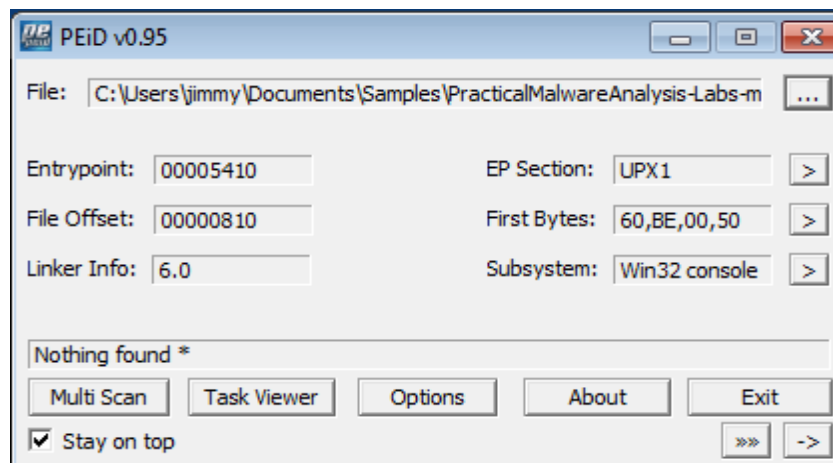 PEiD v0.95
File: C:\Users\jimmy\Documents\Samples\PracticalMalwareAnalysis-Labs-m ...
Entrypoint: 00005410 EP Section: UPX1 >
File Offset: 00000810 First Bytes: 60,BE,00,50 >
Linker Info: 6.0 Subsystem: Win32 console >
Nothing found *
Multi Scan Task Viewer Options About Exit
Stay on top »» ->